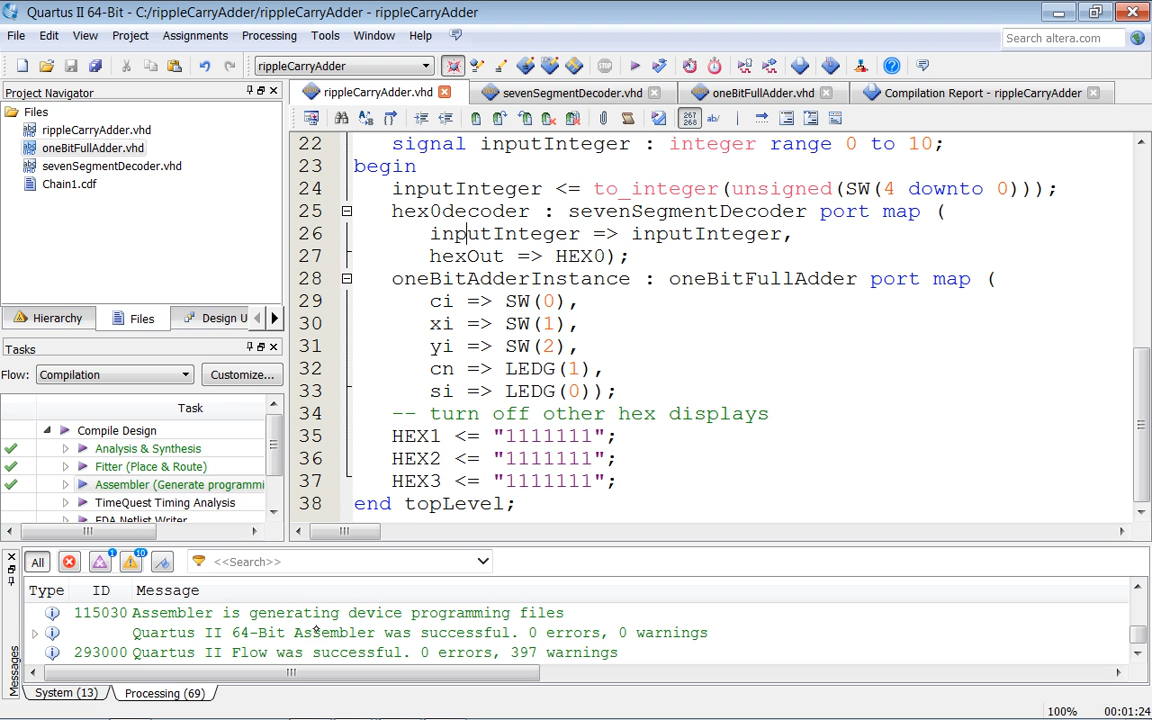 Quartus II 64-Bit - C:/rippleCarryAdder/rippleCarryAdder - rippleCarryAdder
File Edit View Project Assignments Processing Tools Window Help
Search altera.com
rippleCarryAdder
Project Navigator
Files
rippleCarryAdder.vhd
oneBitFullAdder.vhd
sevenSegmentDecoder.vhd
Chain1.cdf
Hierarchy Files Design U
Tasks
Flow: Compilation Customize...
Task
Compile Design
Analysis & Synthesis
Fitter (Place & Route)
Assembler (Generate programmi
TimeQuest Timing Analysis
EDA Netlist Writer
rippleCarryAdder.vhd sevenSegmentDecoder.vhd oneBitFullAdder.vhd Compilation Report - rippleCarryAdder
267 268 ab/
22 signal inputInteger : integer range 0 to 10;
23 begin
24 inputInteger <= to_integer(unsigned(SW(4 downto 0)));
25 hex0decoder : sevenSegmentDecoder port map (
26 inputInteger => inputInteger,
27 hexOut => HEX0);
28 oneBitAdderInstance : oneBitFullAdder port map (
29 ci => SW(0),
30 xi => SW(1),
31 yi => SW(2),
32 cn => LEDG(1),
33 si => LEDG(0));
34 -- turn off other hex displays
35 HEX1 <= "1111111";
36 HEX2 <= "1111111";
37 HEX3 <= "1111111";
38 end topLevel;
All 1 10 <<Search>>
Type ID Message
115030 Assembler is generating device programming files
Quartus II 64-Bit Assembler was successful. 0 errors, 0 warnings
293000 Quartus II Flow was successful. 0 errors, 397 warnings
Messages
System (13) Processing (69)
100% 00:01:24